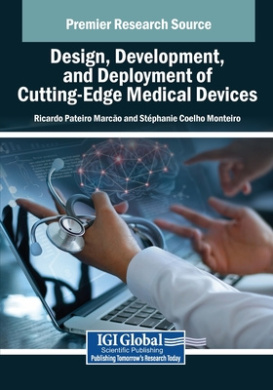 Premier Research Source
Design, Development,
and Deployment of
Cutting-Edge Medical Devices
Ricardo Pateiro Marcão and Stéphanie Coelho Monteiro
IGI Global
Scientific Publishing
Publishing Tomorrow's Research Today